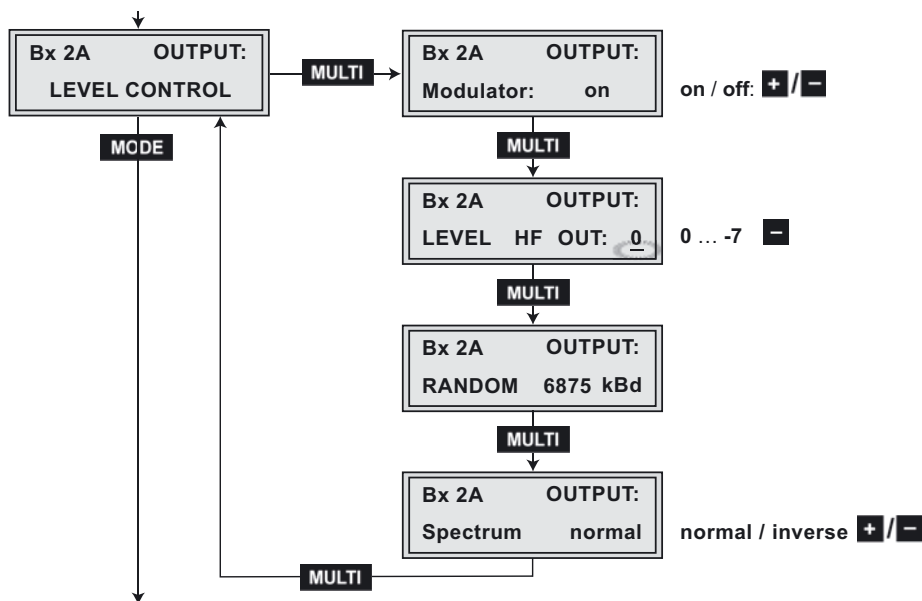 Bx 2A OUTPUT:
LEVEL CONTROL
MULTI
Bx 2A OUTPUT:
Modulator: on
on / off: + / −
MODE
MULTI
Bx 2A OUTPUT:
LEVEL HF OUT: 0
0 ... -7 −
MULTI
Bx 2A OUTPUT:
RANDOM 6875 kBd
MULTI
Bx 2A OUTPUT:
Spectrum normal
normal / inverse + / −
MULTI